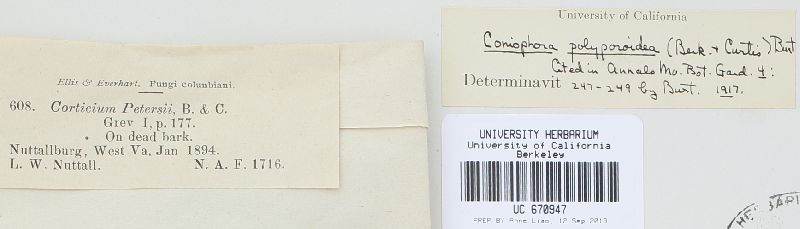 Ellis & Everhart. Fungi columbiani.
608. Corticium Petersii, B. & C.
Grev I, p. 177.
On dead bark.
Nuttallburg, West Va. Jan 1894.
L. W. Nuttall. N. A. F. 1716.
University of California
Coniophora polyporoidea (Berk. & Curtis) Burt
Cited in Annals Mo. Bot. Gard. 4:
Determinavit 247-249 by Burt. 1917.
UNIVERSITY HERBARIUM
University of California
Berkeley
UC 670947
PREP BY Anne Liao, 12 Sep 2013